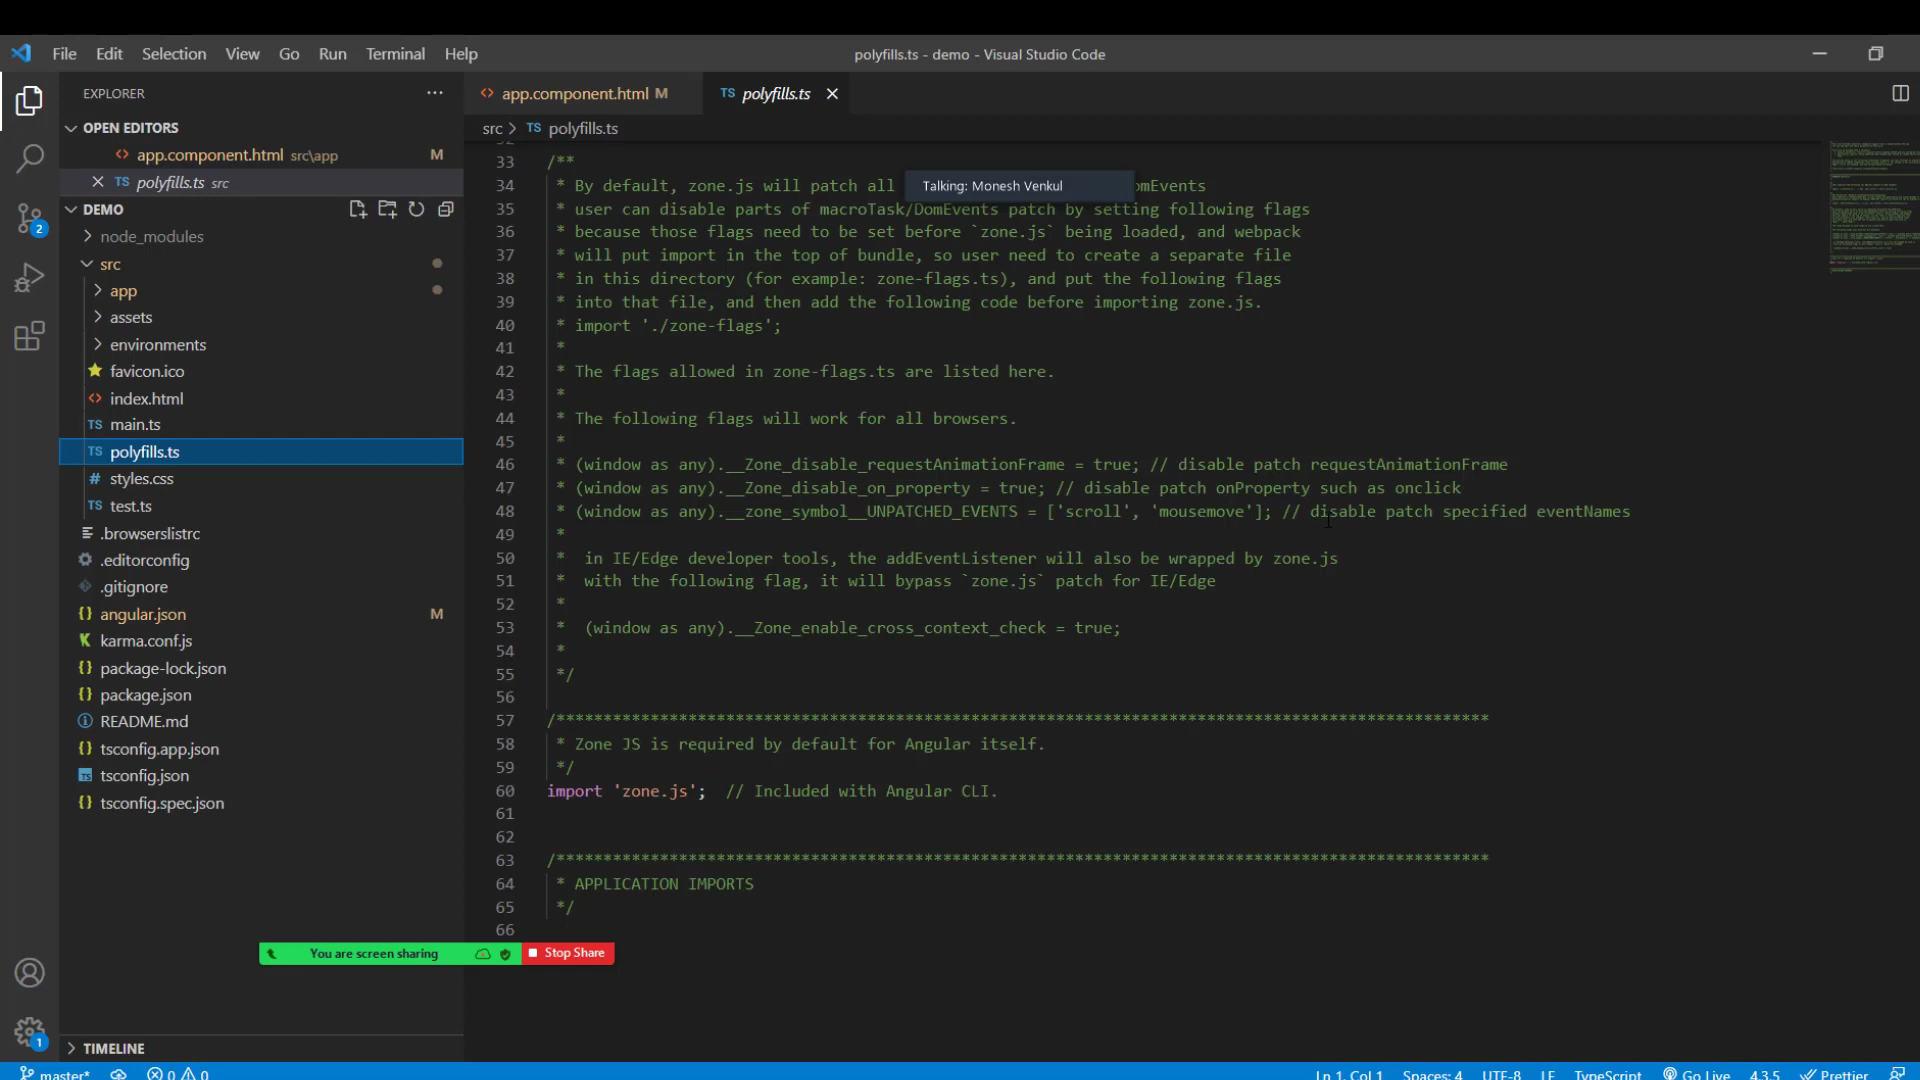 File Edit Selection View Go Run Terminal Help
polyfills.ts - demo - Visual Studio Code
EXPLORER
OPEN EDITORS
app.component.html src\app M
polyfills.ts src
DEMO
node_modules
src
app
assets
environments
favicon.ico
index.html
main.ts
polyfills.ts
styles.css
test.ts
.browserslistrc
.editorconfig
.gitignore
angular.json M
karma.conf.js
package-lock.json
package.json
README.md
tsconfig.app.json
tsconfig.json
tsconfig.spec.json
TIMELINE
2
1
app.component.html M
TS polyfills.ts
src > TS polyfills.ts
33 /**
34 * By default, zone.js will patch all
Talking: Monesh Venkul
mEvents
35 * user can disable parts of macroTask/DomEvents patch by setting following flags
36 * because those flags need to be set before `zone.js` being loaded, and webpack
37 * will put import in the top of bundle, so user need to create a separate file
38 * in this directory (for example: zone-flags.ts), and put the following flags
39 * into that file, and then add the following code before importing zone.js.
40 * import './zone-flags';
41 *
42 * The flags allowed in zone-flags.ts are listed here.
43 *
44 * The following flags will work for all browsers.
45 *
46 * (window as any).__Zone_disable_requestAnimationFrame = true; // disable patch requestAnimationFrame
47 * (window as any).__Zone_disable_on_property = true; // disable patch onProperty such as onclick
48 * (window as any).__zone_symbol__UNPATCHED_EVENTS = ['scroll', 'mousemove']; // disable patch specified eventNames
49 *
50 * in IE/Edge developer tools, the addEventListener will also be wrapped by zone.js
51 * with the following flag, it will bypass `zone.js` patch for IE/Edge
52 *
53 * (window as any).__Zone_enable_cross_context_check = true;
54 *
55 */
56
57 /***************************************************************************************************
58 * Zone JS is required by default for Angular itself.
59 */
60 import 'zone.js'; // Included with Angular CLI.
61
62
63 /***************************************************************************************************
64 * APPLICATION IMPORTS
65 */
66
You are screen sharing
Stop Share
master* 0 0 Ln 1, Col 1 Spaces: 4 UTF-8 LF TypeScript Go Live 4.3.5 Prettier